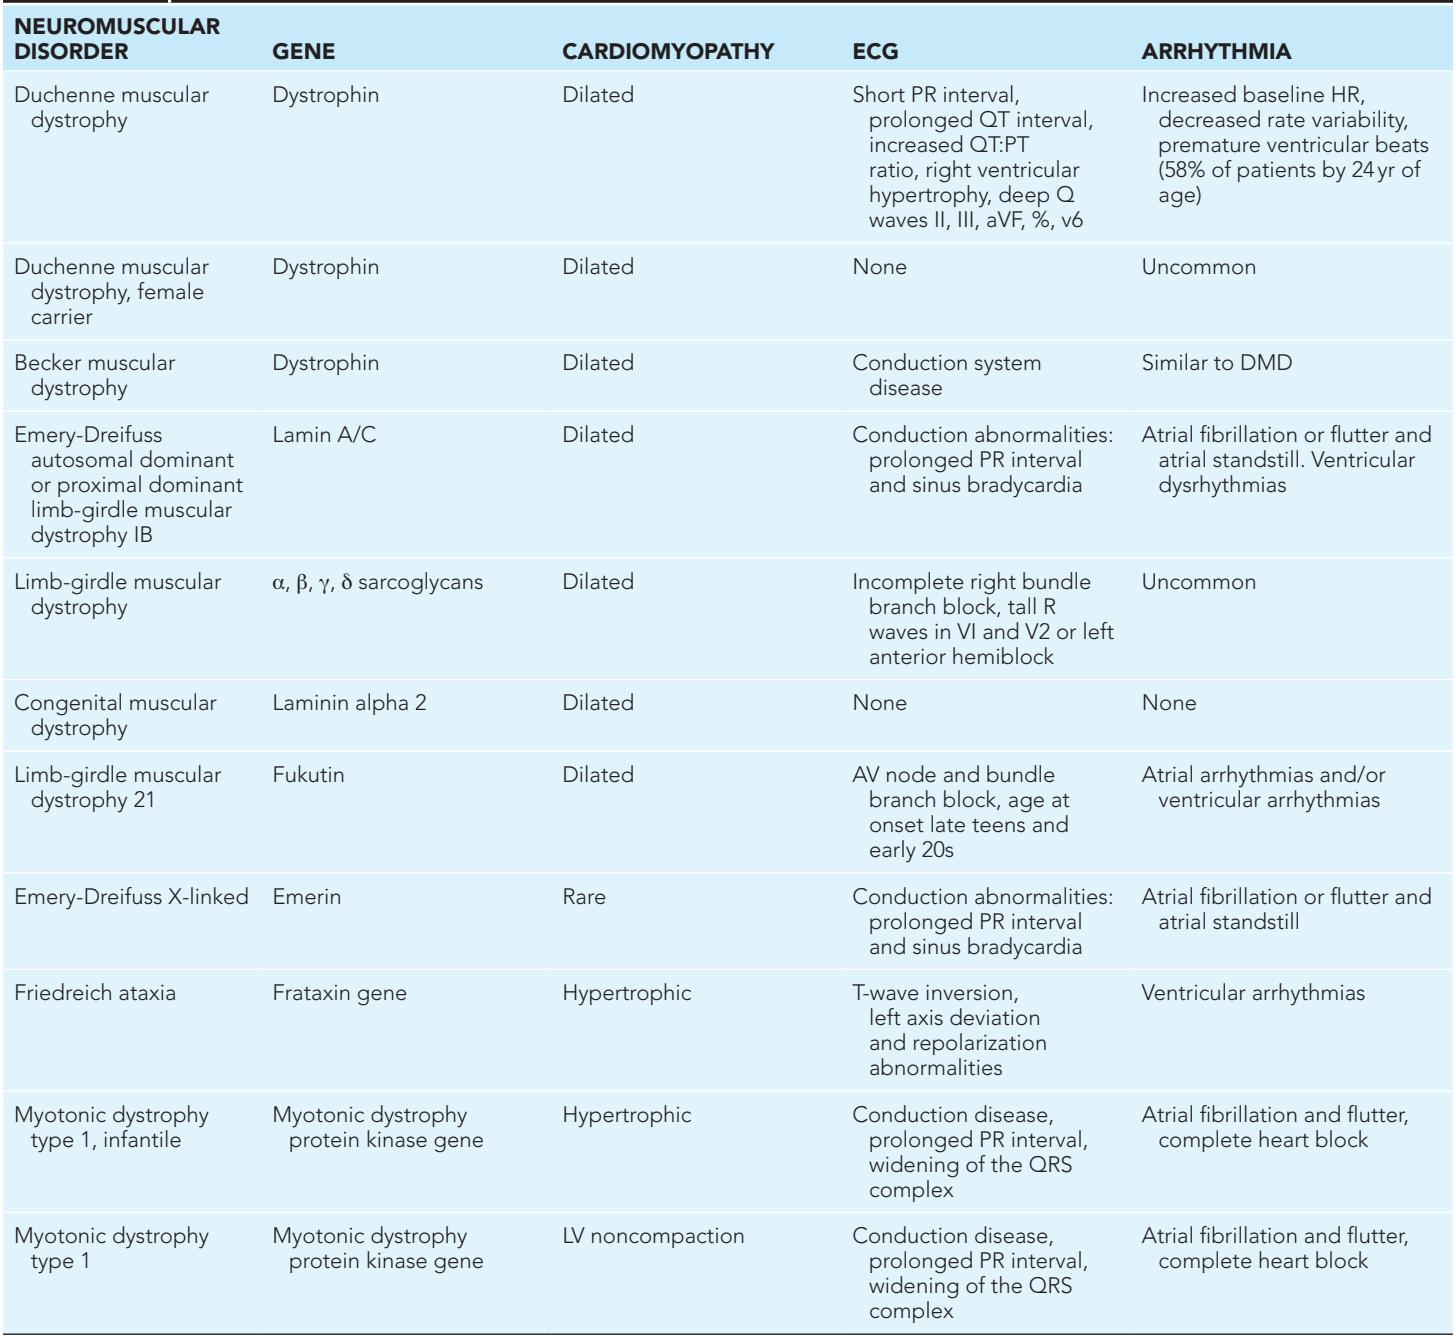 NEUROMUSCULAR
DISORDER
GENE
CARDIOMYOPATHY
ECG
ARRHYTHMIA
Duchenne muscular
dystrophy
Dystrophin
Dilated
Short PR interval,
prolonged QT interval,
increased QT:PT
ratio, right ventricular
hypertrophy, deep Q
waves II, III, aVF, %, v6
Increased baseline HR,
decreased rate variability,
premature ventricular beats
(58% of patients by 24 yr of
age)
Duchenne muscular
dystrophy, female
carrier
Dystrophin
Dilated
None
Uncommon
Becker muscular
dystrophy
Dystrophin
Dilated
Conduction system
disease
Similar to DMD
Emery-Dreifuss
autosomal dominant
or proximal dominant
limb-girdle muscular
dystrophy IB
Lamin A/C
Dilated
Conduction abnormalities:
prolonged PR interval
and sinus bradycardia
Atrial fibrillation or flutter and
atrial standstill. Ventricular
dysrhythmias
Limb-girdle muscular
dystrophy
α, β, γ, δ sarcoglycans
Dilated
Incomplete right bundle
branch block, tall R
waves in VI and V2 or left
anterior hemiblock
Uncommon
Congenital muscular
dystrophy
Laminin alpha 2
Dilated
None
None
Limb-girdle muscular
dystrophy 21
Fukutin
Dilated
AV node and bundle
branch block, age at
onset late teens and
early 20s
Atrial arrhythmias and/or
ventricular arrhythmias
Emery-Dreifuss X-linked
Emerin
Rare
Conduction abnormalities:
prolonged PR interval
and sinus bradycardia
Atrial fibrillation or flutter and
atrial standstill
Friedreich ataxia
Frataxin gene
Hypertrophic
T-wave inversion,
left axis deviation
and repolarization
abnormalities
Ventricular arrhythmias
Myotonic dystrophy
type 1, infantile
Myotonic dystrophy
protein kinase gene
Hypertrophic
Conduction disease,
prolonged PR interval,
widening of the QRS
complex
Atrial fibrillation and flutter,
complete heart block
Myotonic dystrophy
type 1
Myotonic dystrophy
protein kinase gene
LV noncompaction
Conduction disease,
prolonged PR interval,
widening of the QRS
complex
Atrial fibrillation and flutter,
complete heart block